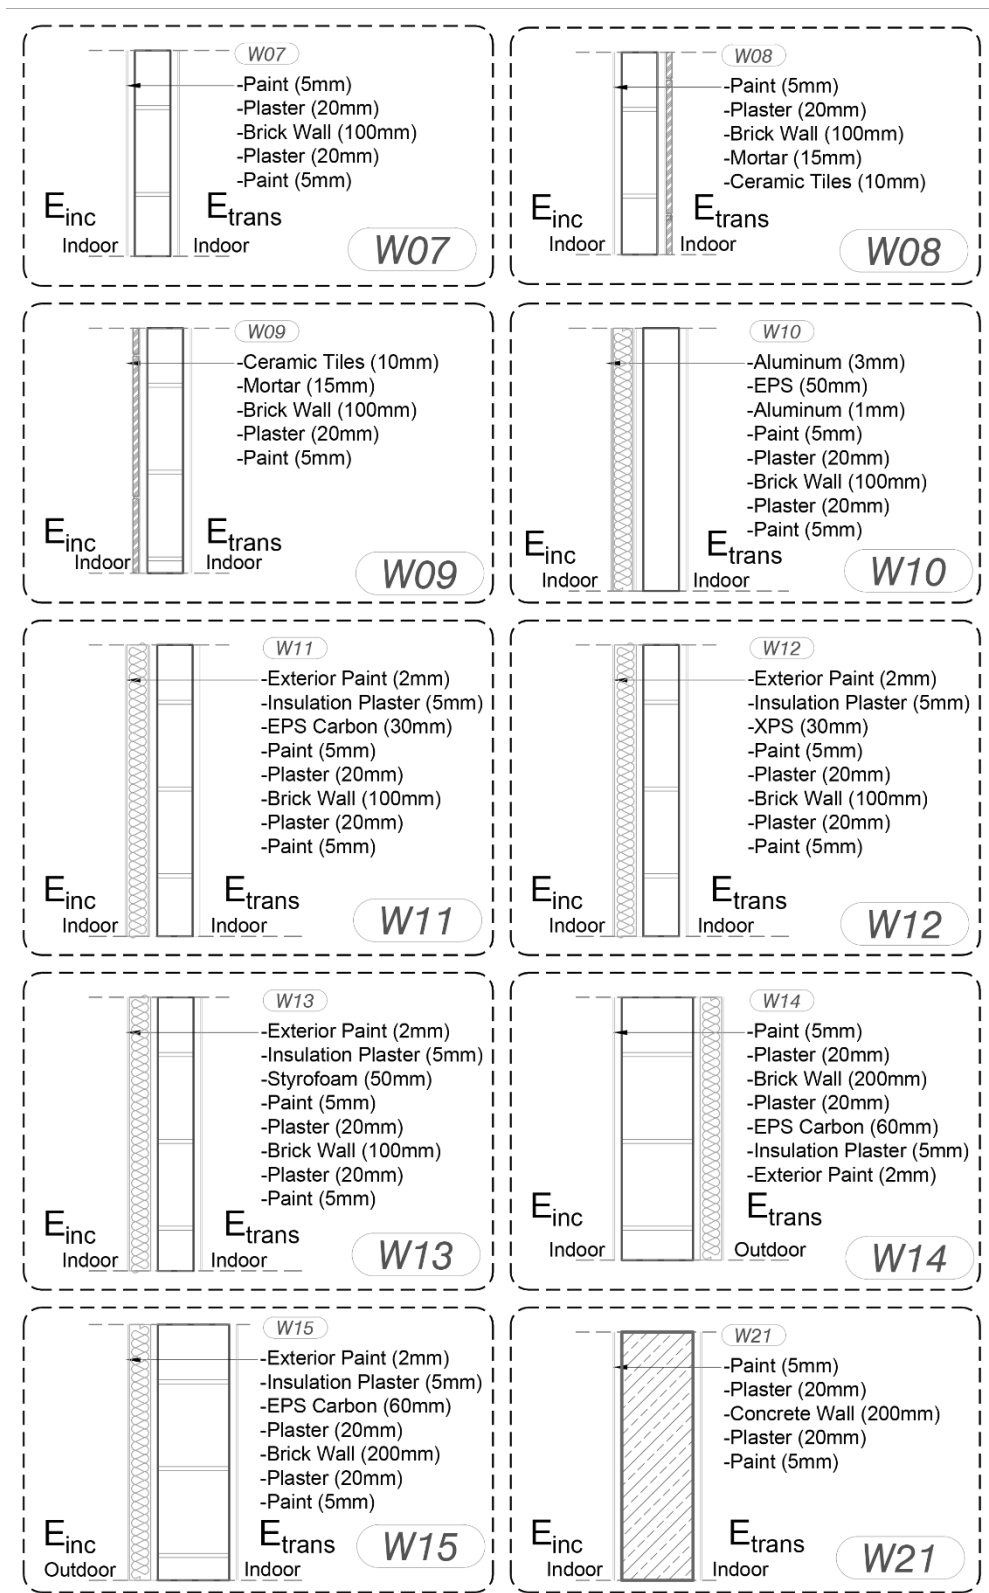 W07
-Paint (5mm)
-Plaster (20mm)
-Brick Wall (100mm)
-Plaster (20mm)
-Paint (5mm)
Einc
Etrans
Indoor
Indoor
W07
W08
-Paint (5mm)
-Plaster (20mm)
-Brick Wall (100mm)
-Mortar (15mm)
-Ceramic Tiles (10mm)
Einc
Etrans
Indoor
Indoor
W08
W09
-Ceramic Tiles (10mm)
-Mortar (15mm)
-Brick Wall (100mm)
-Plaster (20mm)
-Paint (5mm)
Einc
Etrans
Indoor
Indoor
W09
W10
-Aluminum (3mm)
-EPS (50mm)
-Aluminum (1mm)
-Paint (5mm)
-Plaster (20mm)
-Brick Wall (100mm)
-Plaster (20mm)
-Paint (5mm)
Einc
Etrans
Indoor
Indoor
W10
W11
-Exterior Paint (2mm)
-Insulation Plaster (5mm)
-EPS Carbon (30mm)
-Paint (5mm)
-Plaster (20mm)
-Brick Wall (100mm)
-Plaster (20mm)
-Paint (5mm)
Einc
Etrans
Indoor
Indoor
W11
W12
-Exterior Paint (2mm)
-Insulation Plaster (5mm)
-XPS (30mm)
-Paint (5mm)
-Plaster (20mm)
-Brick Wall (100mm)
-Plaster (20mm)
-Paint (5mm)
Einc
Etrans
Indoor
Indoor
W12
W13
-Exterior Paint (2mm)
-Insulation Plaster (5mm)
-Styrofoam (50mm)
-Paint (5mm)
-Plaster (20mm)
-Brick Wall (100mm)
-Plaster (20mm)
-Paint (5mm)
Einc
Etrans
Indoor
Indoor
W13
W14
-Paint (5mm)
-Plaster (20mm)
-Brick Wall (200mm)
-Plaster (20mm)
-EPS Carbon (60mm)
-Insulation Plaster (5mm)
-Exterior Paint (2mm)
Einc
Etrans
Indoor
Outdoor
W14
W15
-Exterior Paint (2mm)
-Insulation Plaster (5mm)
-EPS Carbon (60mm)
-Plaster (20mm)
-Brick Wall (200mm)
-Plaster (20mm)
-Paint (5mm)
Einc
Etrans
Outdoor
Indoor
W15
W21
-Paint (5mm)
-Plaster (20mm)
-Concrete Wall (200mm)
-Plaster (20mm)
-Paint (5mm)
Einc
Etrans
Indoor
Indoor
W21